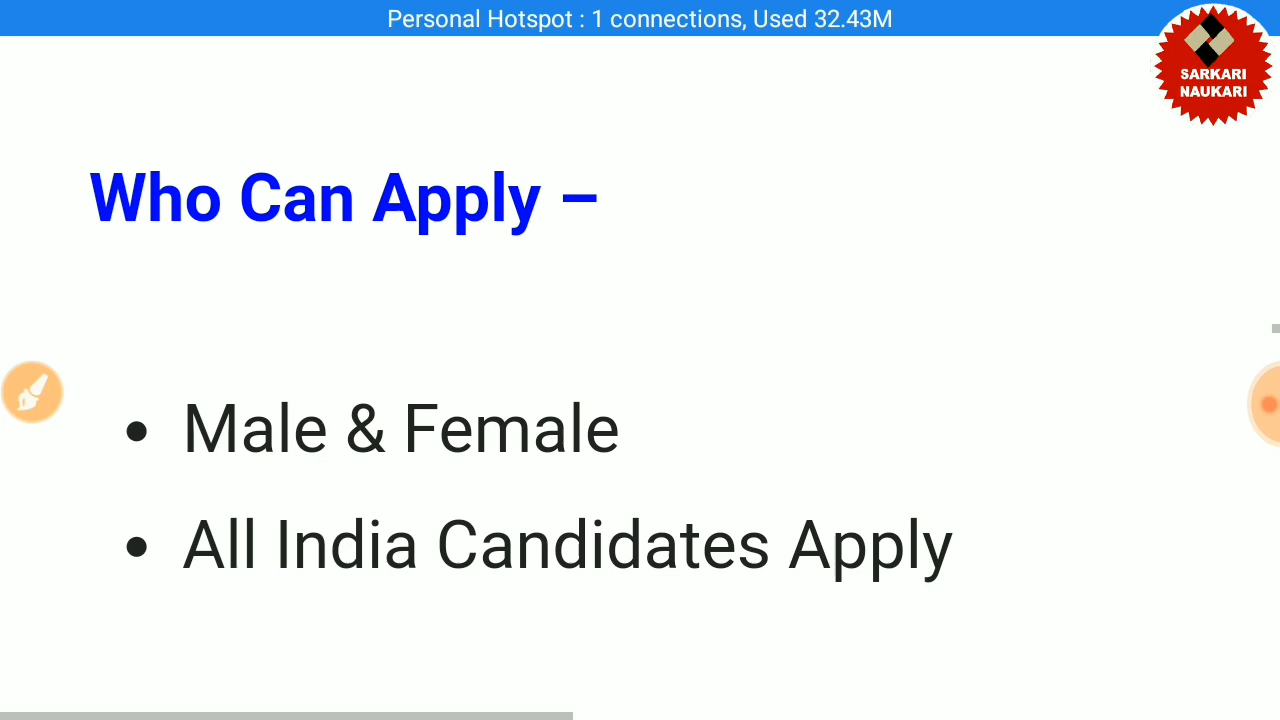 Personal Hotspot : 1 connections, Used 32.43M
SARKARI
NAUKARI
Who Can Apply –
• Male & Female
• All India Candidates Apply